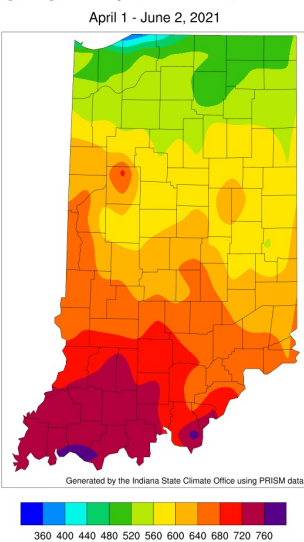 April 1 - June 2, 2021
Generated by the Indiana State Climate Office using PRISM data
360 400 440 480 520 560 600 640 680 720 760